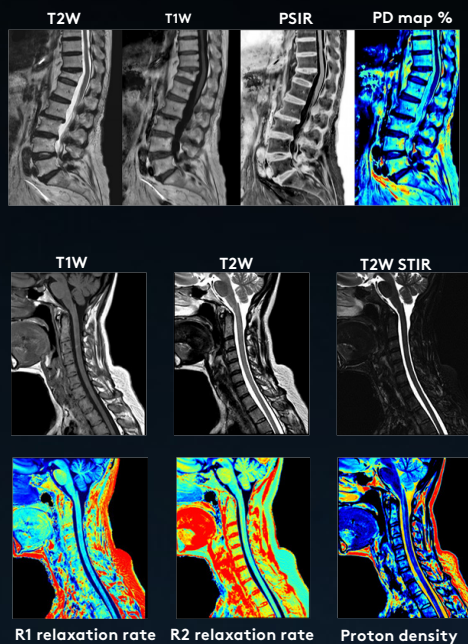 T2W T1W PSIR PD map %
T1W T2W T2W STIR
R1 relaxation rate R2 relaxation rate Proton density